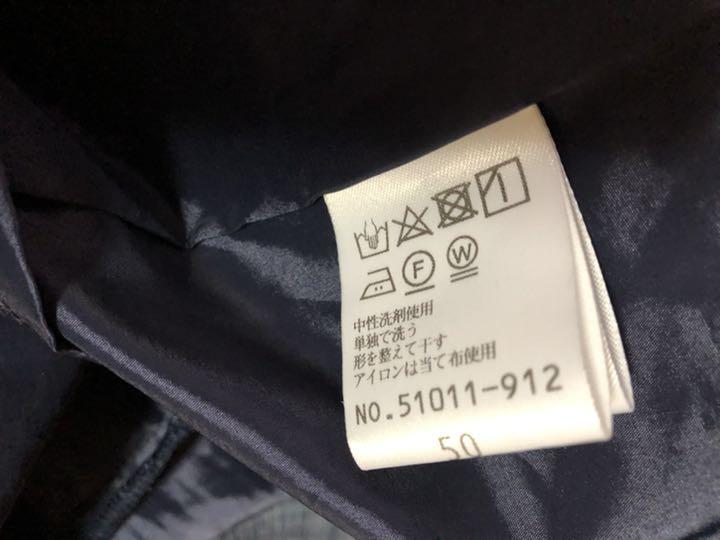 F W
中性洗剤使用
単独で洗う
形を整えて干す
アイロンは当て布使用
NO.51011-912
50